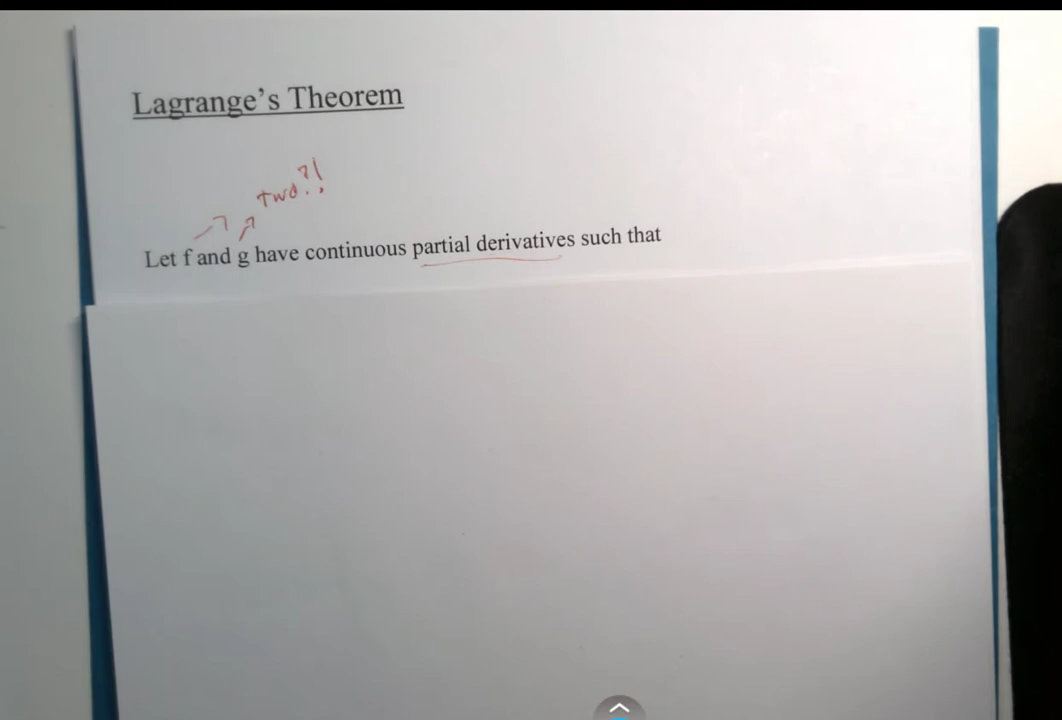 Lagrange's Theorem
two?!
Let f and g have continuous partial derivatives such that